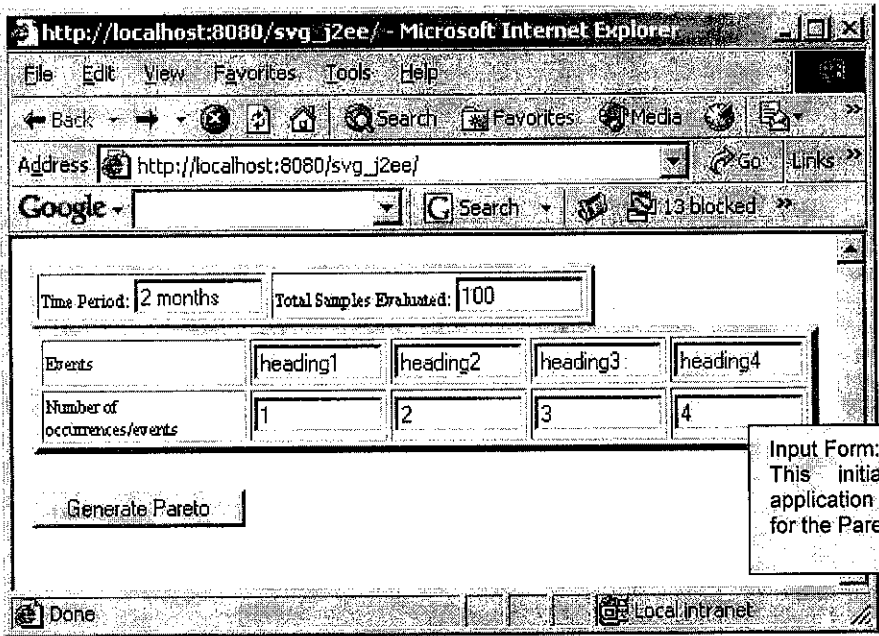 http://localhost:8080/svg_j2ee/ - Microsoft Internet Explorer
File Edit View Favorites Tools Help
Back Search Favorites Media »
Address http://localhost:8080/svg_j2ee/ Go Links »
Google Search 13 blocked »
Time Period: 2 months Total Samples Evaluated: 100
Events heading1 heading2 heading3 heading4
Number of
occurrences/events 1 2 3 4
Input Form:
This initia
application
for the Pare
Generate Pareto
Done Local intranet